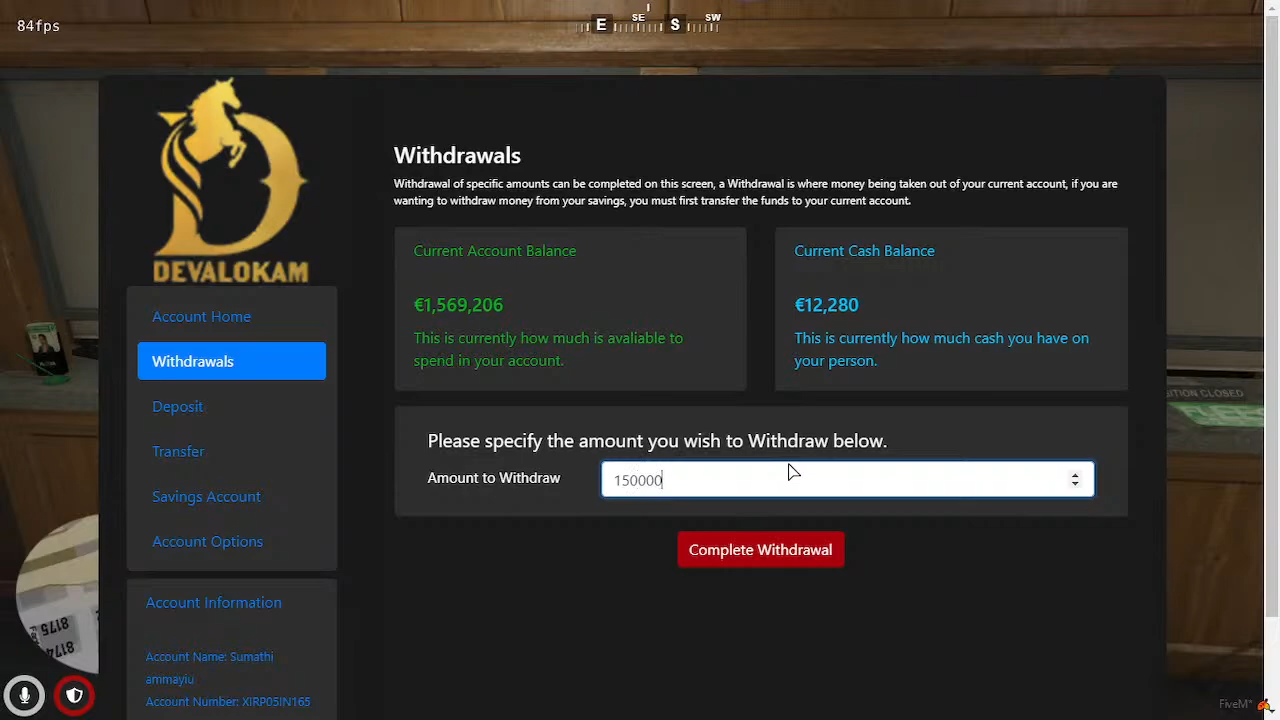 84fps
E SE S SW
DEVALOKAM
Account Home
Withdrawals
Deposit
Transfer
Savings Account
Account Options
Account Information
Account Name: Sumathi
ammayiu
Account Number: XIRP05IN165
Withdrawals
Withdrawal of specific amounts can be completed on this screen, a Withdrawal is where money being taken out of your current account, if you are
wanting to withdraw money from your savings, you must first transfer the funds to your current account.
Current Account Balance
€1,569,206
This is currently how much is avaliable to
spend in your account.
Current Cash Balance
€12,280
This is currently how much cash you have on
your person.
Please specify the amount you wish to Withdraw below.
Amount to Withdraw
150000
Complete Withdrawal
8175
8174
FiveM*